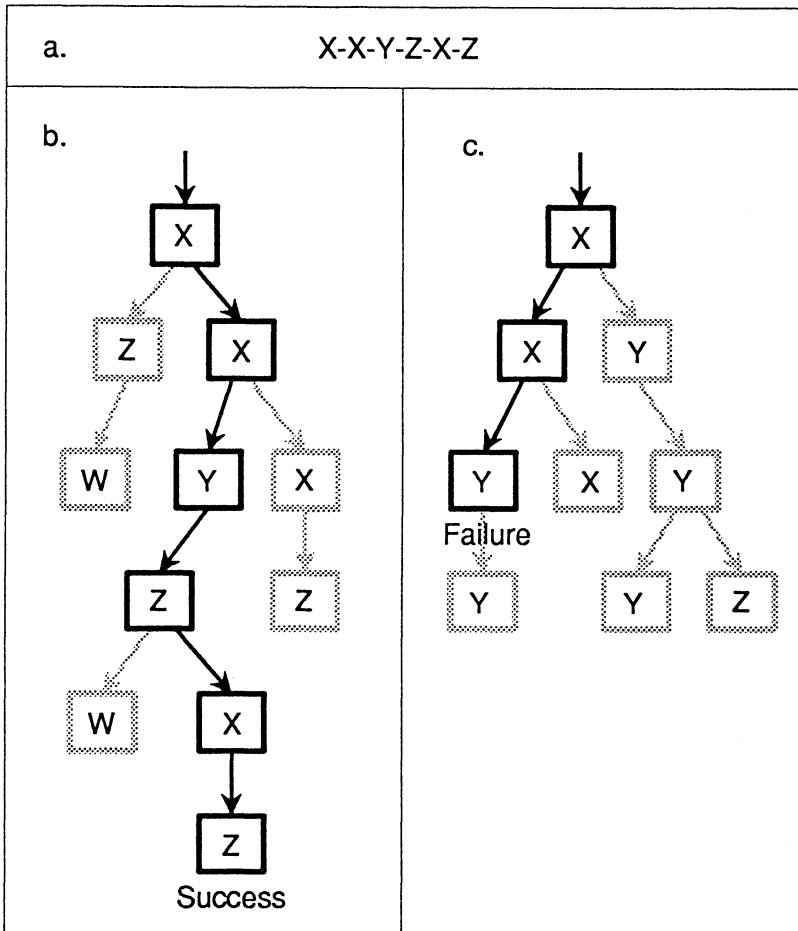 a.
X-X-Y-Z-X-Z
b.
X
Z X
W Y X
Z Z
W X
Z
Success
c.
X
X Y
Y X Y
Failure
Y Y Z